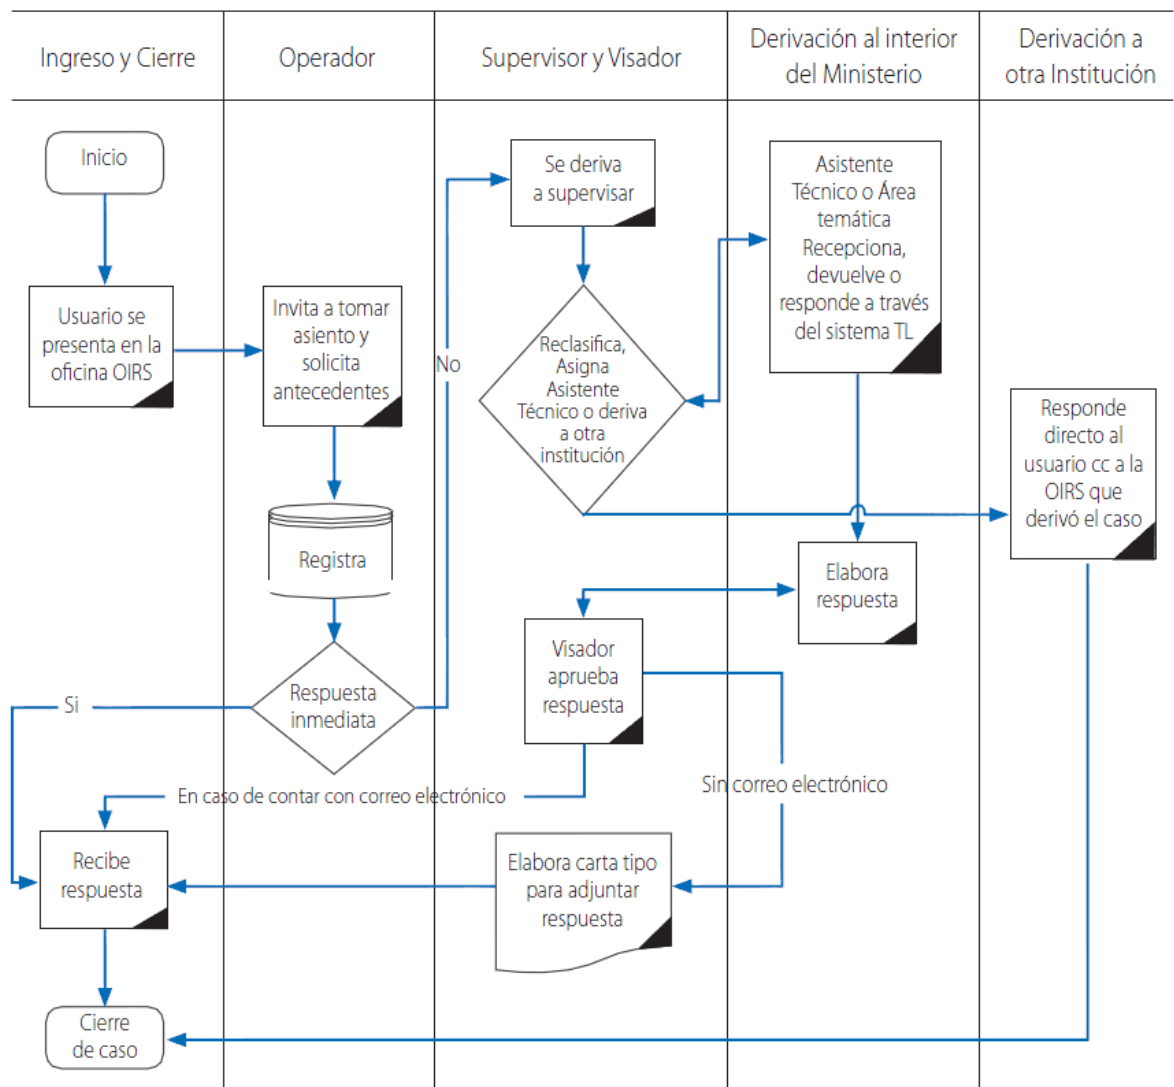 Ingreso y Cierre
Operador
Supervisor y Visador
Derivación al interior
del Ministerio
Derivación a
otra Institución
Inicio
Usuario se
presenta en la
oficina OIRS
Invita a tomar
asiento y
solicita
antecedentes
Registra
Respuesta
inmediata
Si
No
Se deriva
a supervisar
Reclasifica,
Asigna
Asistente
Técnico o deriva
a otra
institución
Asistente
Técnico o Área
temática
Recepciona,
devuelve o
responde a través
del sistema TL
Responde
directo al
usuario cc a la
OIRS que
derivó el caso
Elabora
respuesta
Visador
aprueba
respuesta
En caso de contar con correo electrónico
Sin correo electrónico
Elabora carta tipo
para adjuntar
respuesta
Recibe
respuesta
Cierre
de caso